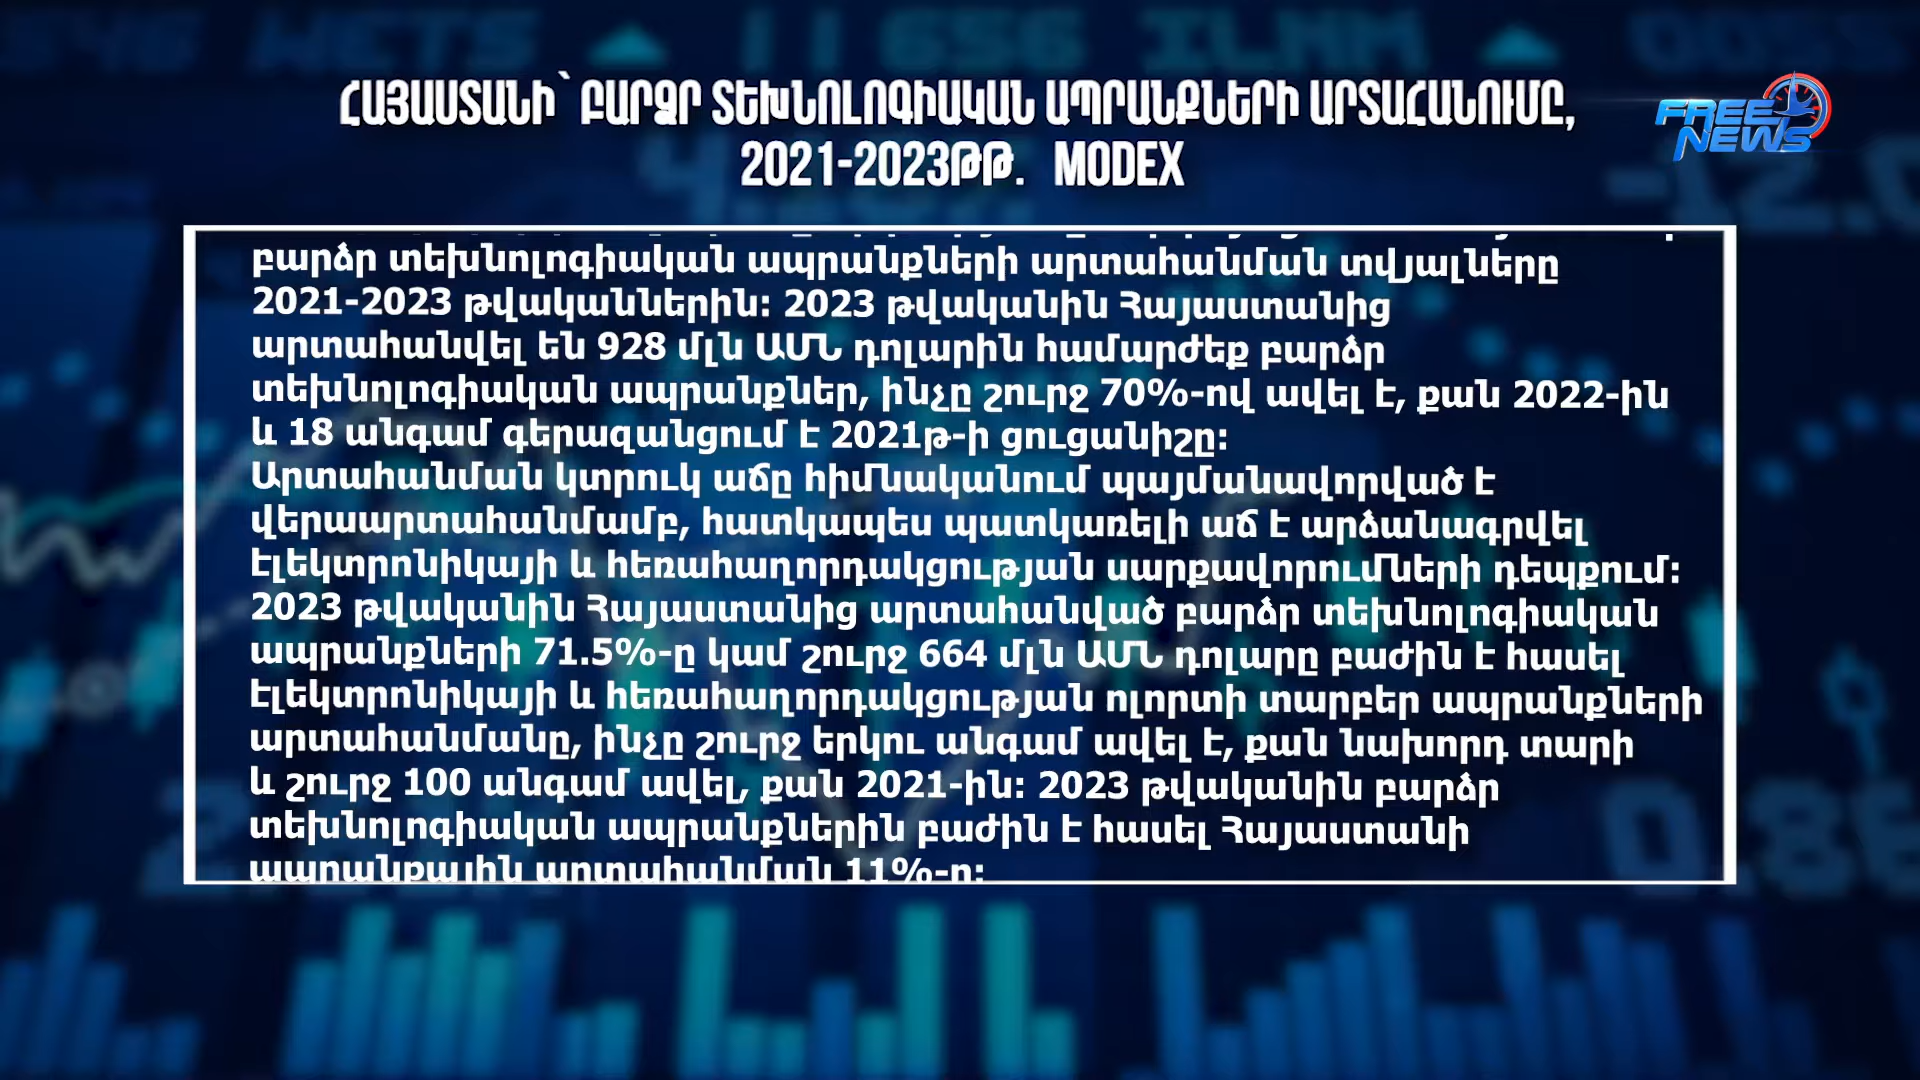 ՀԱՅԱՍՏԱՆԻ՝ ԲԱՐՁՐ ՏԵԽՆՈԼՈԳԻԱԿԱՆ ԱՊՐԱՆՔՆԵՐԻ ԱՐՏԱՀԱՆՈՒՄԸ,
2021-2023ԹԹ. MODEX
FREE
NEWS
բարձր տեխնոլոգիական ապրանքների արտահանման տվյալները
2021-2023 թվականներին: 2023 թվականին Հայաստանից
արտահանվել են 928 մլն ԱՄՆ դոլարին համարժեք բարձր
տեխնոլոգիական ապրանքներ, ինչը շուրջ 70%-ով ավել է, քան 2022-ին
և 18 անգամ գերազանցում է 2021թ-ի ցուցանիշը:
Արտահանման կտրուկ աճը հիմնականում պայմանավորված է
վերաարտահանմամբ, հատկապես պատկառելի աճ է արձանագրվել
էլեկտրոնիկայի և հեռահաղորդակցության սարքավորումների դեպքում:
2023 թվականին Հայաստանից արտահանված բարձր տեխնոլոգիական
ապրանքների 71.5%-ը կամ շուրջ 664 մլն ԱՄՆ դոլարը բաժին է հասել
էլեկտրոնիկայի և հեռահաղորդակցության ոլորտի տարբեր ապրանքների
արտահանմանը, ինչը շուրջ երկու անգամ ավել է, քան նախորդ տարի
և շուրջ 100 անգամ ավել, քան 2021-ին: 2023 թվականին բարձր
տեխնոլոգիական ապրանքներին բաժին է հասել Հայաստանի
ապրանքային արտահանման 11%-ը: